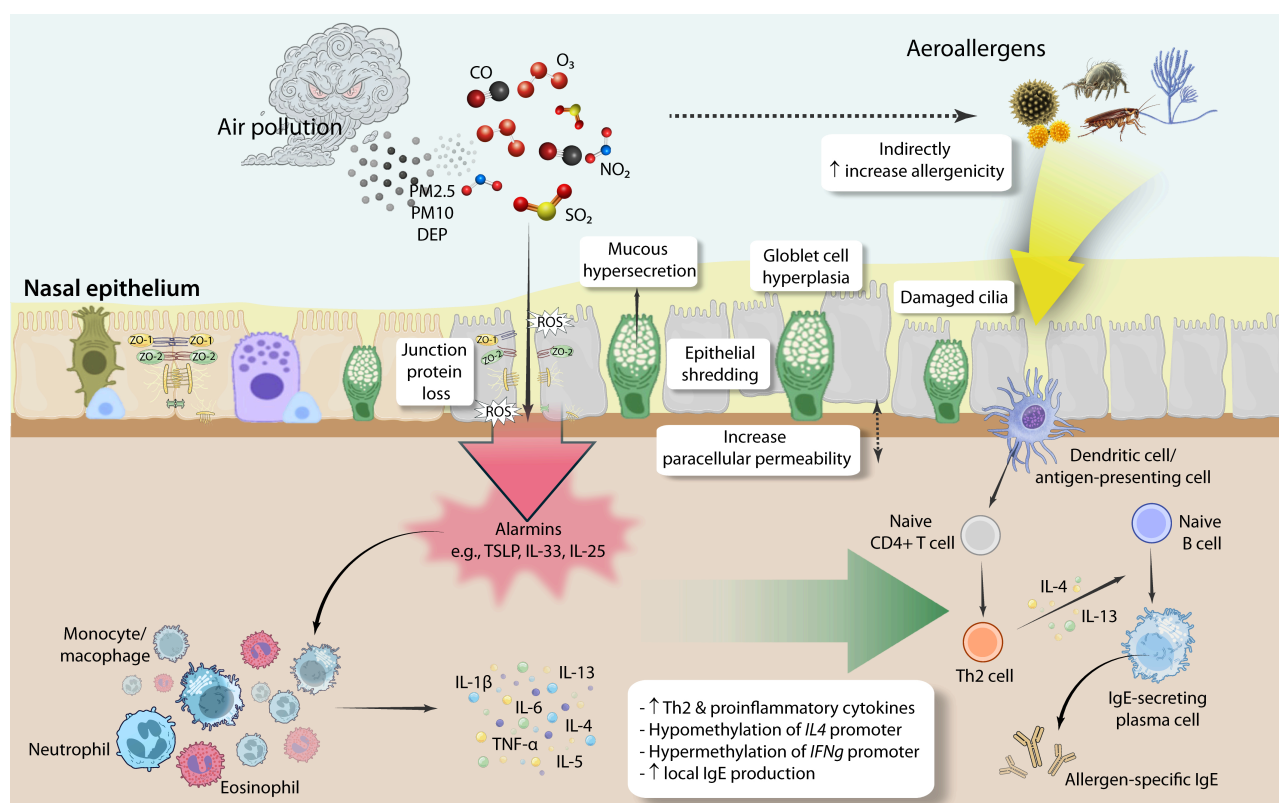 Air pollution
CO
O₃
NO₂
SO₂
PM2.5
PM10
DEP
Aeroallergens
Indirectly
↑ increase allergenicity
Nasal epithelium
Mucous
hypersecretion
Globlet cell
hyperplasia
Damaged cilia
ZO-1
ZO-1
ZO-2
ZO-2
Junction
protein
loss
ZO-1
ZO-2
ROS
ZO-2
ROS
Epithelial
shredding
Increase
paracellular permeability
Dendritic cell/
antigen-presenting cell
Alarmins
e.g., TSLP, IL-33, IL-25
Naive
CD4+ T cell
Naive
B cell
IL-4
IL-13
Th2 cell
IgE-secreting
plasma cell
Allergen-specific IgE
Monocyte/
macophage
Neutrophil
Eosinophil
IL-1β
IL-13
IL-6
IL-4
TNF-α
IL-5
- ↑ Th2 & proinflammatory cytokines
- Hypomethylation of IL4 promoter
- Hypermethylation of IFNg promoter
- ↑ local IgE production